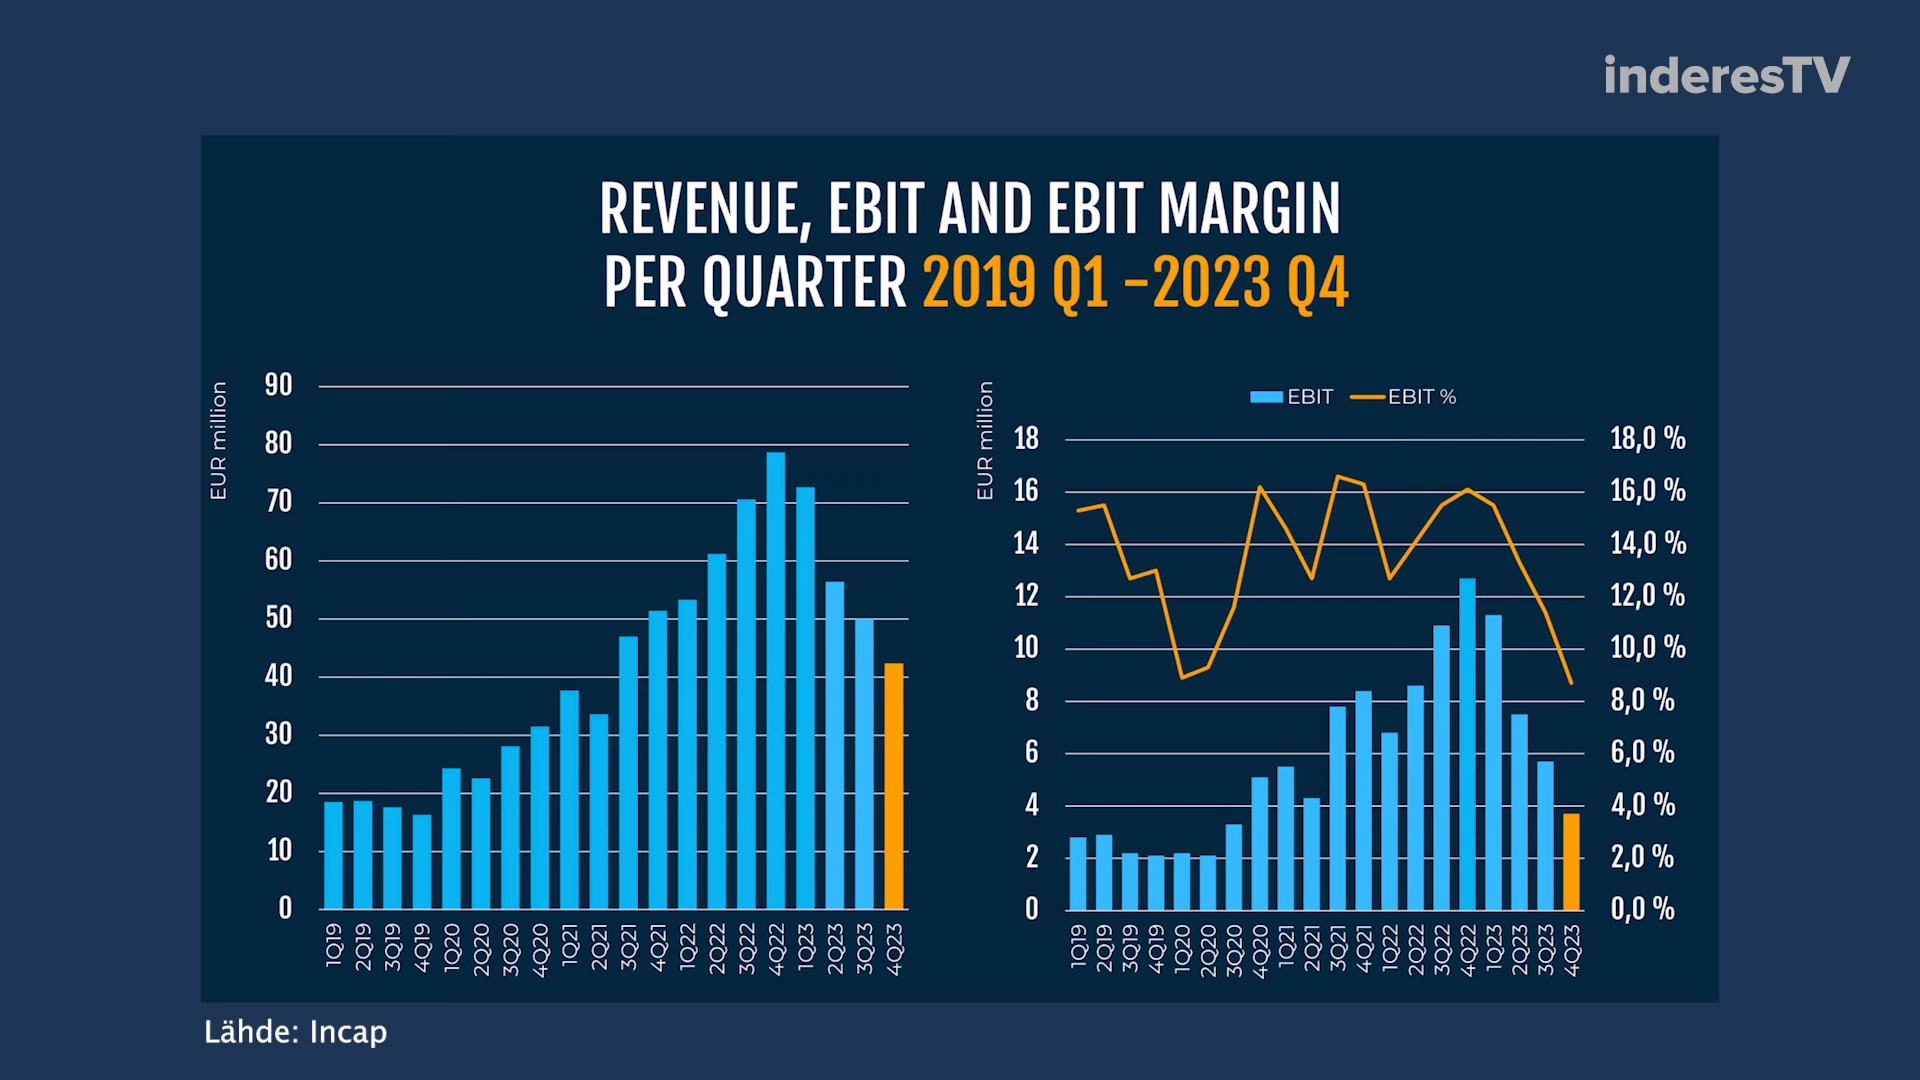 inderesTV
REVENUE, EBIT AND EBIT MARGIN
PER QUARTER 2019 Q1 –2023 Q4
EUR million
90
80
70
60
50
40
30
20
10
0
1Q19
2Q19
3Q19
4Q19
1Q20
2Q20
3Q20
4Q20
1Q21
2Q21
3Q21
4Q21
1Q22
2Q22
3Q22
4Q22
1Q23
2Q23
3Q23
4Q23
EUR million
EBIT EBIT %
18
16
14
12
10
8
6
4
2
0
18,0 %
16,0 %
14,0 %
12,0 %
10,0 %
8,0 %
6,0 %
4,0 %
2,0 %
0,0 %
1Q19
2Q19
3Q19
4Q19
1Q20
2Q20
3Q20
4Q20
1Q21
2Q21
3Q21
4Q21
1Q22
2Q22
3Q22
4Q22
1Q23
2Q23
3Q23
4Q23
Lähde: Incap